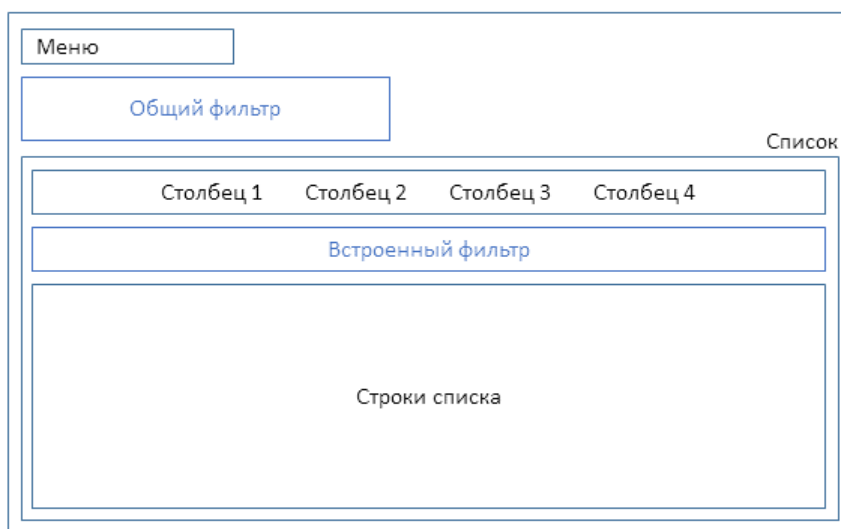 Меню
Общий фильтр
Список
Столбец 1 Столбец 2 Столбец 3 Столбец 4
Встроенный фильтр
Строки списка